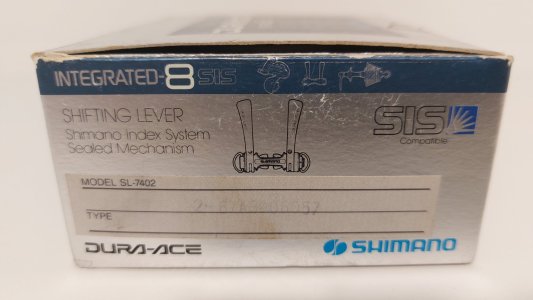 INTEGRATED-8 SIS
SHIFTING LEVER
Shimano Index System
Sealed Mechanism
SIS
Compatible
MODEL SL-7402
TYPE
DURA-ACE
SHIMANO